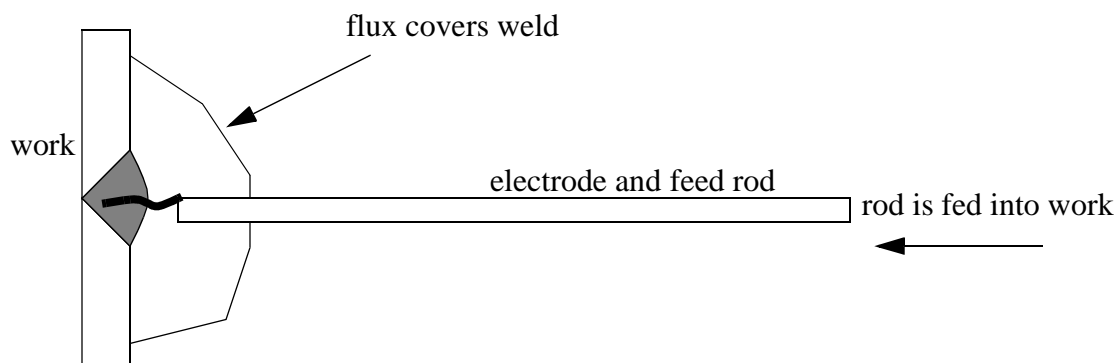 flux covers weld
work
electrode and feed rod
rod is fed into work